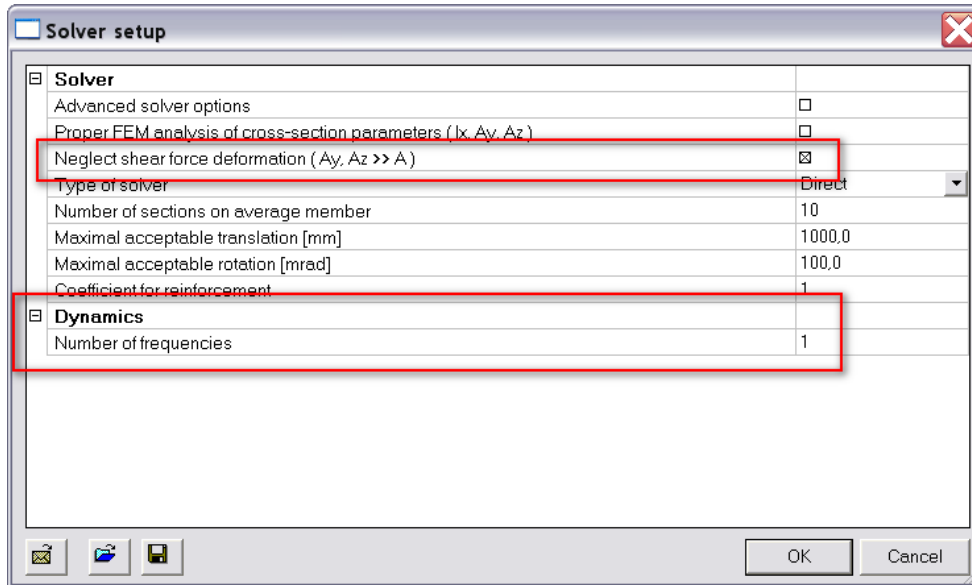 Solver setup
Solver
Advanced solver options
Proper FEM analysis of cross-section parameters ( Ix, Ay, Az )
Neglect shear force deformation ( Ay, Az >> A )
Type of solver Direct
Number of sections on average member 10
Maximal acceptable translation [mm] 1000,0
Maximal acceptable rotation [mrad] 100,0
Coefficient for reinforcement 1
Dynamics
Number of frequencies 1
OK Cancel